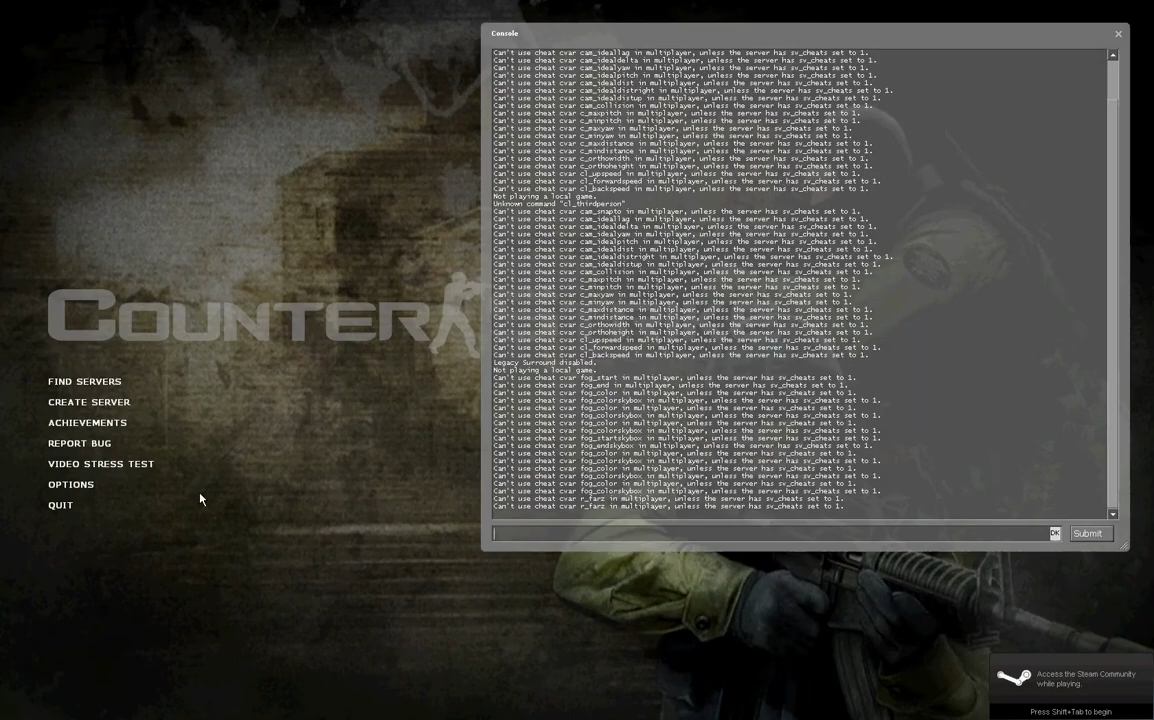 Console
Can't use cheat cvar cam_ideallag in multiplayer, unless the server has sv_cheats set to 1.
Can't use cheat cvar cam_idealdelta in multiplayer, unless the server has sv_cheats set to 1.
Can't use cheat cvar cam_idealyaw in multiplayer, unless the server has sv_cheats set to 1.
Can't use cheat cvar cam_idealpitch in multiplayer, unless the server has sv_cheats set to 1.
Can't use cheat cvar cam_idealdist in multiplayer, unless the server has sv_cheats set to 1.
Can't use cheat cvar cam_idealdistright in multiplayer, unless the server has sv_cheats set to 1.
Can't use cheat cvar cam_idealdistup in multiplayer, unless the server has sv_cheats set to 1.
Can't use cheat cvar cam_collision in multiplayer, unless the server has sv_cheats set to 1.
Can't use cheat cvar c_maxpitch in multiplayer, unless the server has sv_cheats set to 1.
Can't use cheat cvar c_minpitch in multiplayer, unless the server has sv_cheats set to 1.
Can't use cheat cvar c_maxyaw in multiplayer, unless the server has sv_cheats set to 1.
Can't use cheat cvar c_minyaw in multiplayer, unless the server has sv_cheats set to 1.
Can't use cheat cvar c_maxdistance in multiplayer, unless the server has sv_cheats set to 1.
Can't use cheat cvar c_mindistance in multiplayer, unless the server has sv_cheats set to 1.
Can't use cheat cvar c_orthowidth in multiplayer, unless the server has sv_cheats set to 1.
Can't use cheat cvar c_orthoheight in multiplayer, unless the server has sv_cheats set to 1.
Can't use cheat cvar cl_upspeed in multiplayer, unless the server has sv_cheats set to 1.
Can't use cheat cvar cl_forwardspeed in multiplayer, unless the server has sv_cheats set to 1.
Can't use cheat cvar cl_backspeed in multiplayer, unless the server has sv_cheats set to 1.
Not playing a local game.
Unknown command "cl_thirdperson"
Can't use cheat cvar cam_snapto in multiplayer, unless the server has sv_cheats set to 1.
Can't use cheat cvar cam_ideallag in multiplayer, unless the server has sv_cheats set to 1.
Can't use cheat cvar cam_idealdelta in multiplayer, unless the server has sv_cheats set to 1.
Can't use cheat cvar cam_idealyaw in multiplayer, unless the server has sv_cheats set to 1.
Can't use cheat cvar cam_idealpitch in multiplayer, unless the server has sv_cheats set to 1.
Can't use cheat cvar cam_idealdist in multiplayer, unless the server has sv_cheats set to 1.
Can't use cheat cvar cam_idealdistright in multiplayer, unless the server has sv_cheats set to 1.
Can't use cheat cvar cam_idealdistup in multiplayer, unless the server has sv_cheats set to 1.
Can't use cheat cvar cam_collision in multiplayer, unless the server has sv_cheats set to 1.
Can't use cheat cvar c_maxpitch in multiplayer, unless the server has sv_cheats set to 1.
Can't use cheat cvar c_minpitch in multiplayer, unless the server has sv_cheats set to 1.
Can't use cheat cvar c_maxyaw in multiplayer, unless the server has sv_cheats set to 1.
Can't use cheat cvar c_minyaw in multiplayer, unless the server has sv_cheats set to 1.
Can't use cheat cvar c_maxdistance in multiplayer, unless the server has sv_cheats set to 1.
Can't use cheat cvar c_mindistance in multiplayer, unless the server has sv_cheats set to 1.
Can't use cheat cvar c_orthowidth in multiplayer, unless the server has sv_cheats set to 1.
Can't use cheat cvar c_orthoheight in multiplayer, unless the server has sv_cheats set to 1.
Can't use cheat cvar cl_upspeed in multiplayer, unless the server has sv_cheats set to 1.
Can't use cheat cvar cl_forwardspeed in multiplayer, unless the server has sv_cheats set to 1.
Can't use cheat cvar cl_backspeed in multiplayer, unless the server has sv_cheats set to 1.
Legacy Surround disabled.
Not playing a local game.
Can't use cheat cvar fog_start in multiplayer, unless the server has sv_cheats set to 1.
Can't use cheat cvar fog_end in multiplayer, unless the server has sv_cheats set to 1.
Can't use cheat cvar fog_color in multiplayer, unless the server has sv_cheats set to 1.
Can't use cheat cvar fog_colorskybox in multiplayer, unless the server has sv_cheats set to 1.
Can't use cheat cvar fog_color in multiplayer, unless the server has sv_cheats set to 1.
Can't use cheat cvar fog_colorskybox in multiplayer, unless the server has sv_cheats set to 1.
Can't use cheat cvar fog_color in multiplayer, unless the server has sv_cheats set to 1.
Can't use cheat cvar fog_colorskybox in multiplayer, unless the server has sv_cheats set to 1.
Can't use cheat cvar fog_startskybox in multiplayer, unless the server has sv_cheats set to 1.
Can't use cheat cvar fog_endskybox in multiplayer, unless the server has sv_cheats set to 1.
Can't use cheat cvar fog_color in multiplayer, unless the server has sv_cheats set to 1.
Can't use cheat cvar fog_colorskybox in multiplayer, unless the server has sv_cheats set to 1.
Can't use cheat cvar fog_color in multiplayer, unless the server has sv_cheats set to 1.
Can't use cheat cvar fog_colorskybox in multiplayer, unless the server has sv_cheats set to 1.
Can't use cheat cvar fog_color in multiplayer, unless the server has sv_cheats set to 1.
Can't use cheat cvar fog_colorskybox in multiplayer, unless the server has sv_cheats set to 1.
Can't use cheat cvar r_farz in multiplayer, unless the server has sv_cheats set to 1.
Can't use cheat cvar r_farz in multiplayer, unless the server has sv_cheats set to 1.
DK
Submit
COUNTER
FIND SERVERS
CREATE SERVER
ACHIEVEMENTS
REPORT BUG
VIDEO STRESS TEST
OPTIONS
QUIT
Access the Steam Community
while playing.
Press Shift+Tab to begin